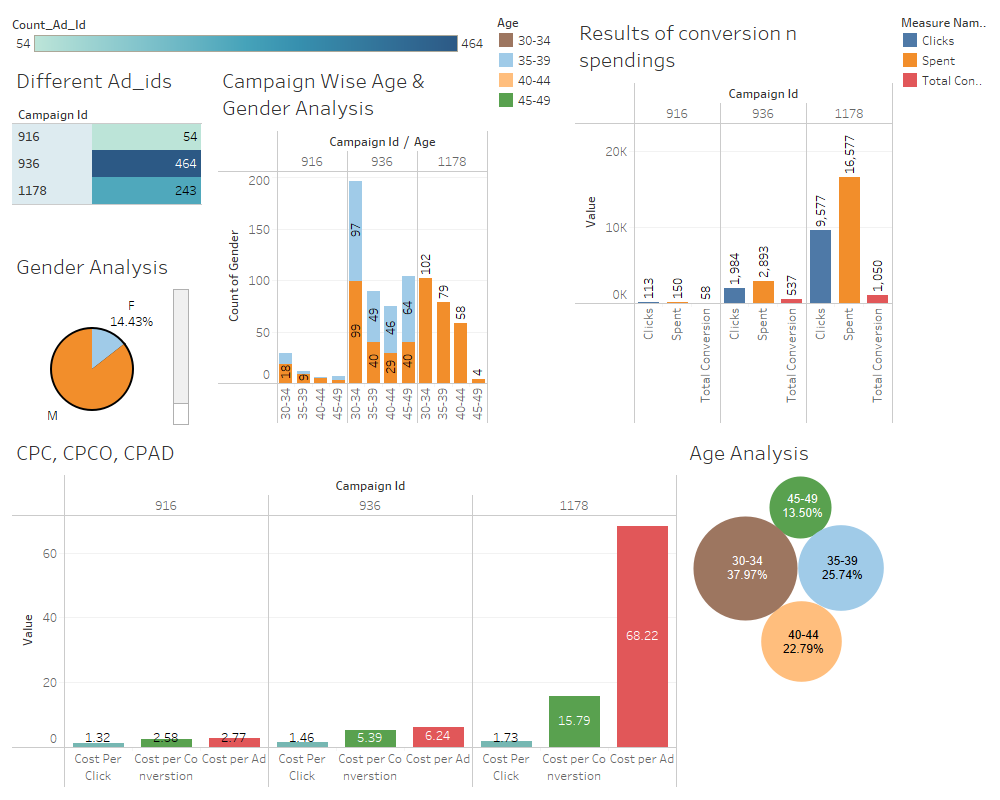 Count_Ad_Id
54
464
Age
30-34
35-39
40-44
45-49
Results of conversion n
spendings
Measure Nam..
Clicks
Spent
Total Con..
Different Ad_ids
Campaign Id
916 54
936 464
1178 243
Campaign Wise Age &
Gender Analysis
Campaign Id / Age
916 936 1178
Count of Gender
200
150
100
50
0
18
9
97
99
49
40
46
29
64
40
102
79
58
4
30-34 35-39 40-44 45-49 30-34 35-39 40-44 45-49 30-34 35-39 40-44 45-49
Campaign Id
916 936 1178
Value
20K
10K
0K
113 150 58 1,984 2,893 537 9,577 16,577 1,050
Clicks Spent Total Conversion Clicks Spent Total Conversion Clicks Spent Total Conversion
Gender Analysis
F
14.43%
M
CPC, CPCO, CPAD
Campaign Id
916 936 1178
Value
60
40
20
0
1.32 2.58 2.77 1.46 5.39 6.24 1.73 15.79 68.22
Cost Per Cost per Co Cost per Ad Cost Per Cost per Co Cost per Ad Cost Per Cost per Co Cost per Ad
Click nverstion Click nverstion Click nverstion
Age Analysis
45-49
13.50%
30-34
37.97%
35-39
25.74%
40-44
22.79%